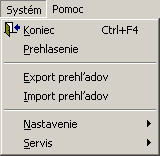 Systém Pomoc
Koniec Ctrl+F4
Prehlasenie
Export prehľadov
Import prehľadov
Nastavenie
Servis